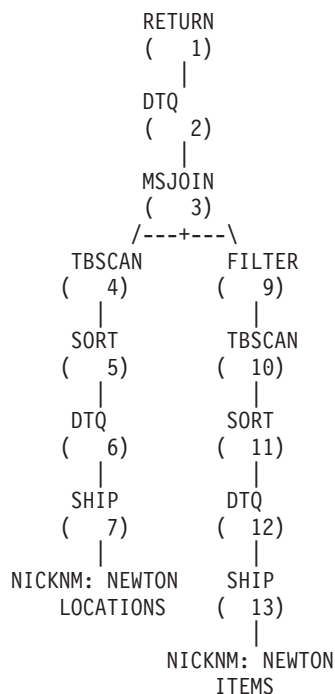 RETURN
( 1)
|
DTQ
( 2)
|
MSJOIN
( 3)
/---+---\
TBSCAN FILTER
( 4) ( 9)
| |
SORT TBSCAN
( 5) ( 10)
| |
DTQ SORT
( 6) ( 11)
| |
SHIP DTQ
( 7) ( 12)
| |
NICKNM: NEWTON SHIP
LOCATIONS ( 13)
|
NICKNM: NEWTON
ITEMS